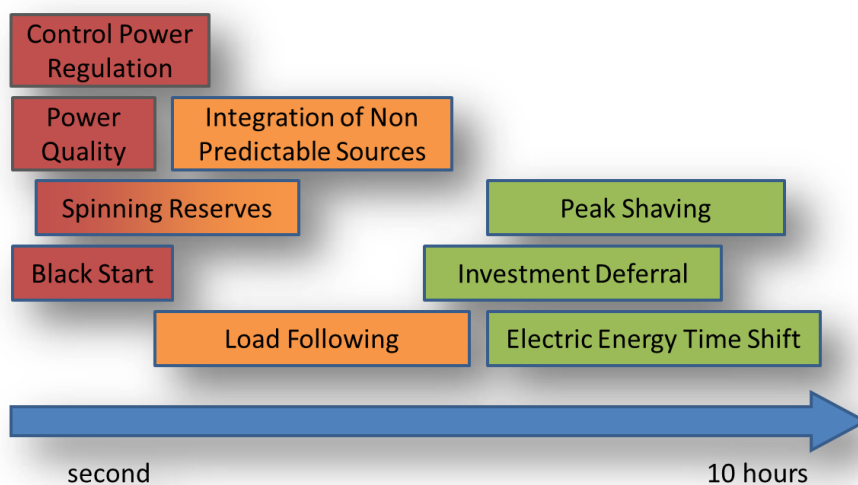 Control Power
Regulation
Power
Quality
Integration of Non
Predictable Sources
Spinning Reserves
Peak Shaving
Black Start
Investment Deferral
Load Following
Electric Energy Time Shift
second
10 hours